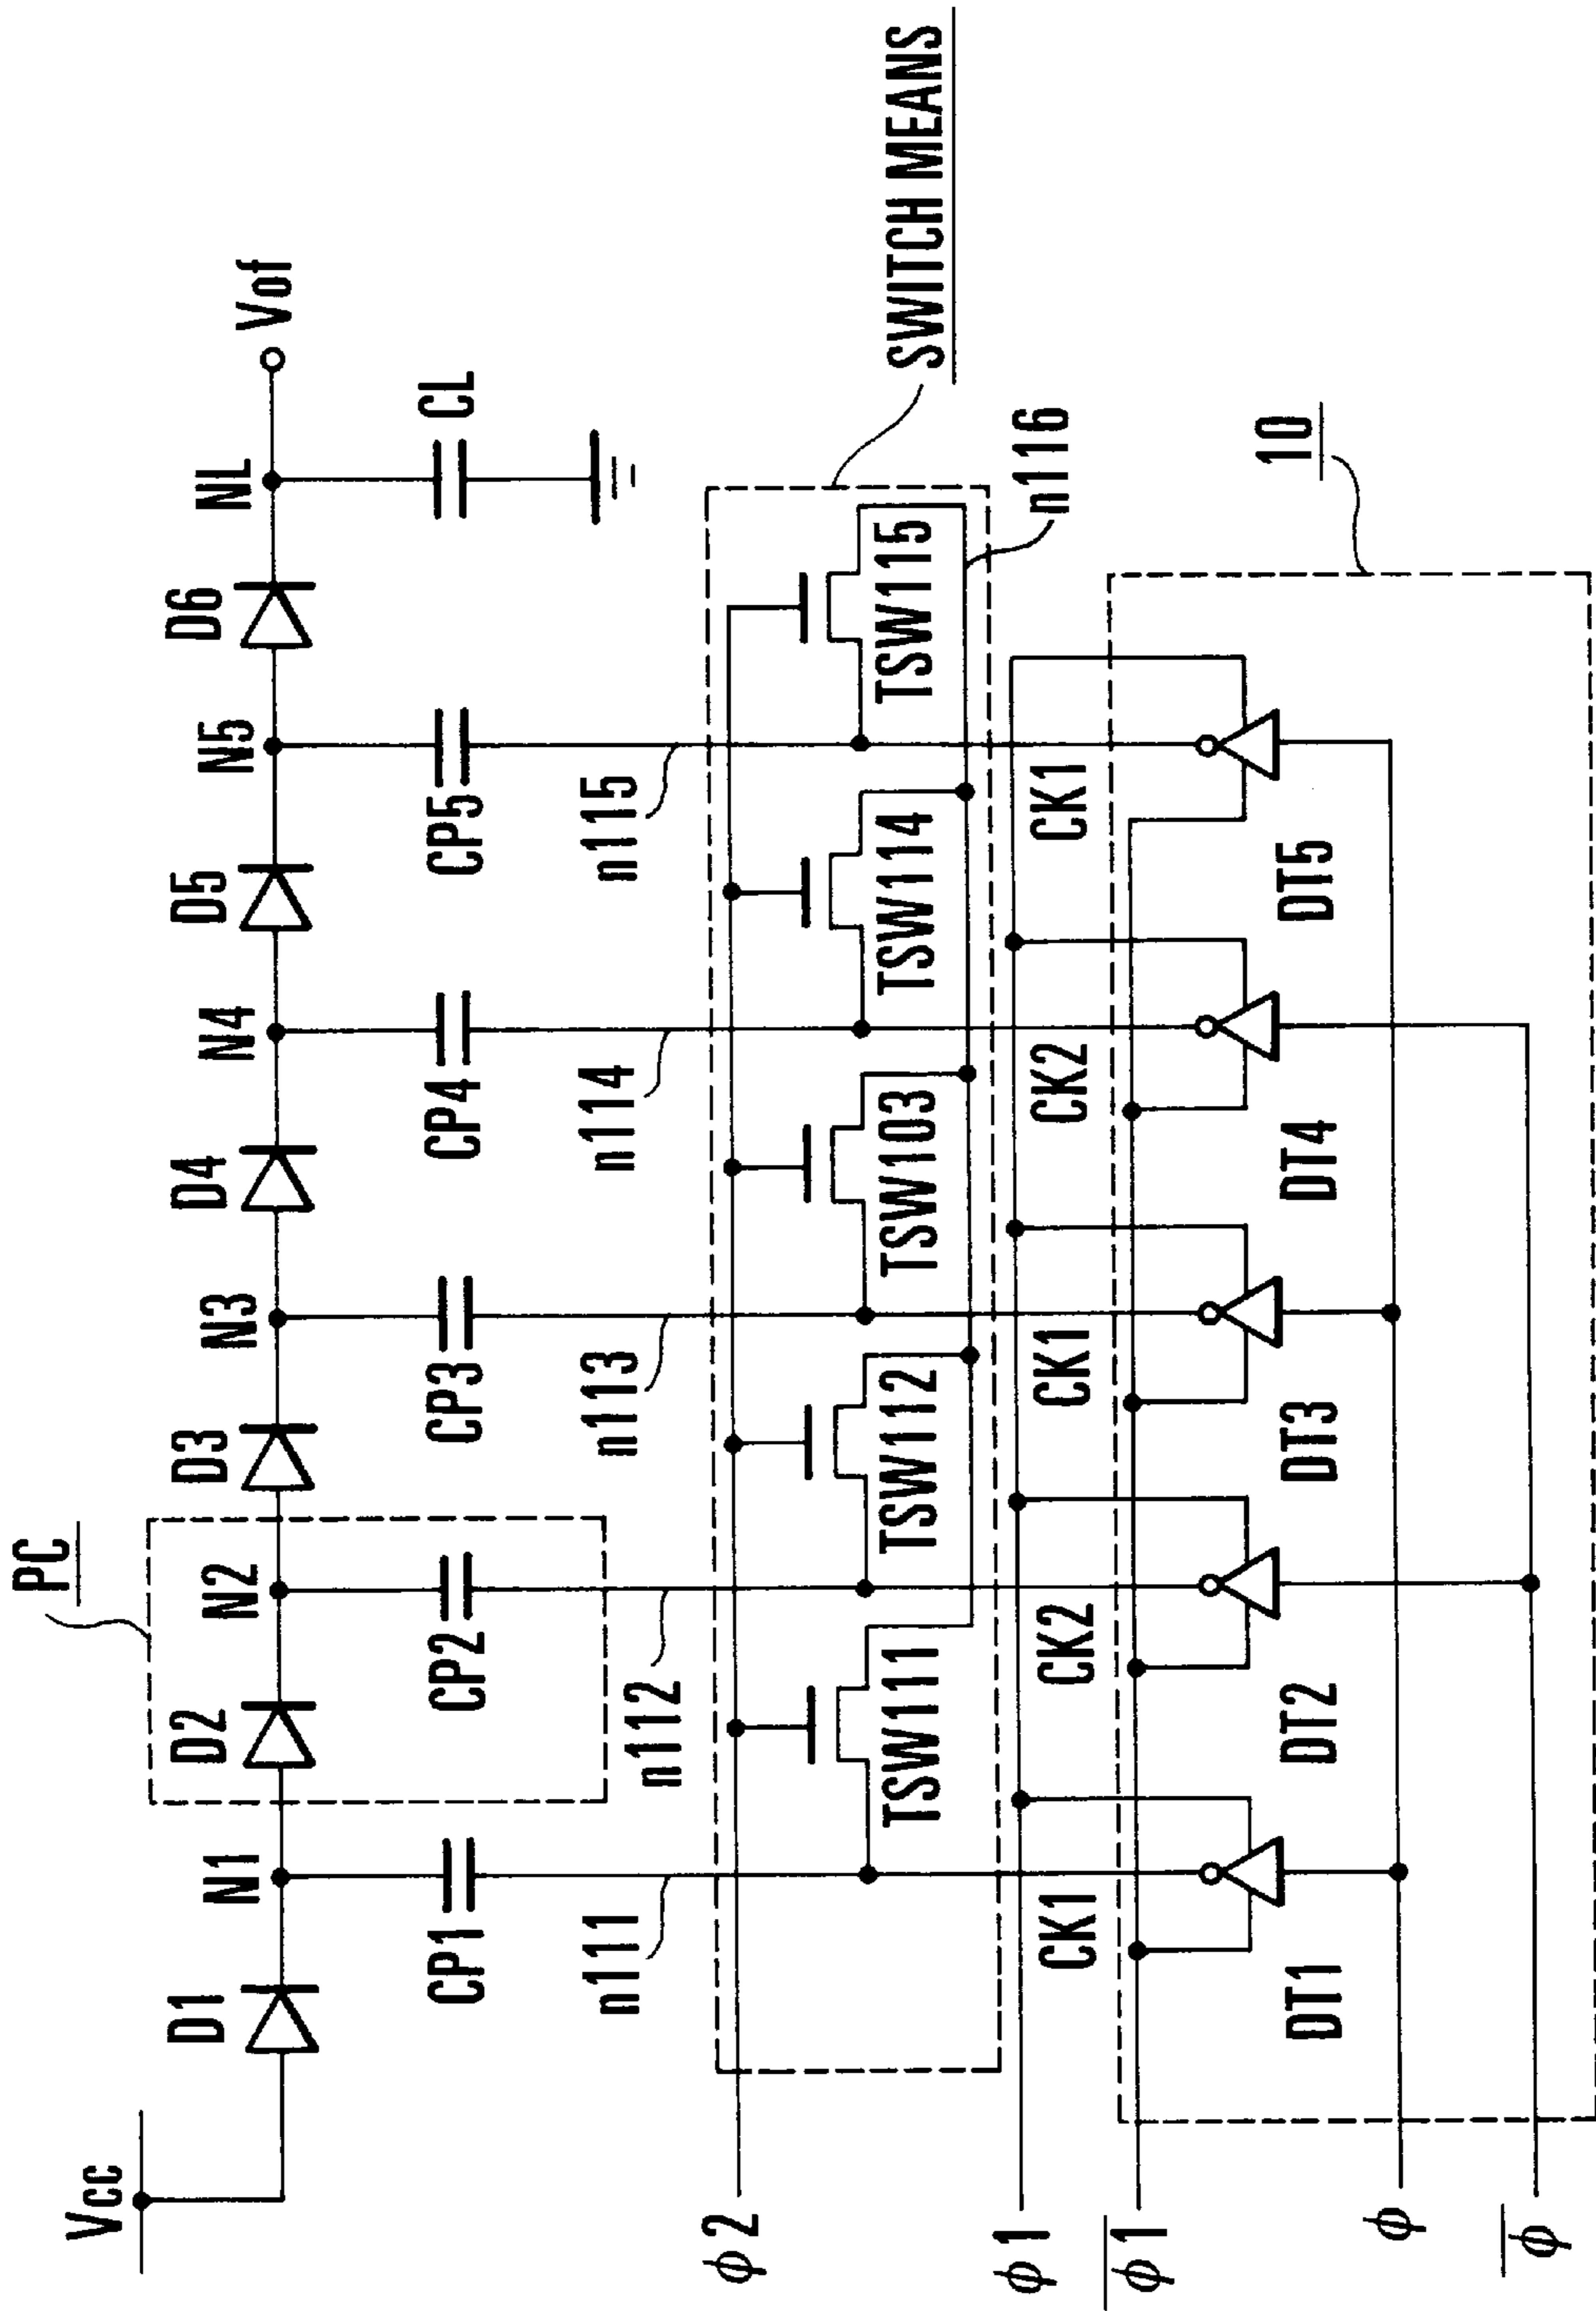 PC
Vcc
D1
D2
D3
D4
D5
D6
N1
N2
N3
N4
N5
NL
Vof
CP1
CP2
CP3
CP4
CP5
CL
n111
n112
n113
n114
n115
φ2
TSW111
TSW112
TSW103
TSW114
TSW115
SWITCH MEANS
n116
φ1
CK1
CK2
CK1
CK2
CK1
φ̅1̅
DT1
DT2
DT3
DT4
DT5
10
φ
φ̅